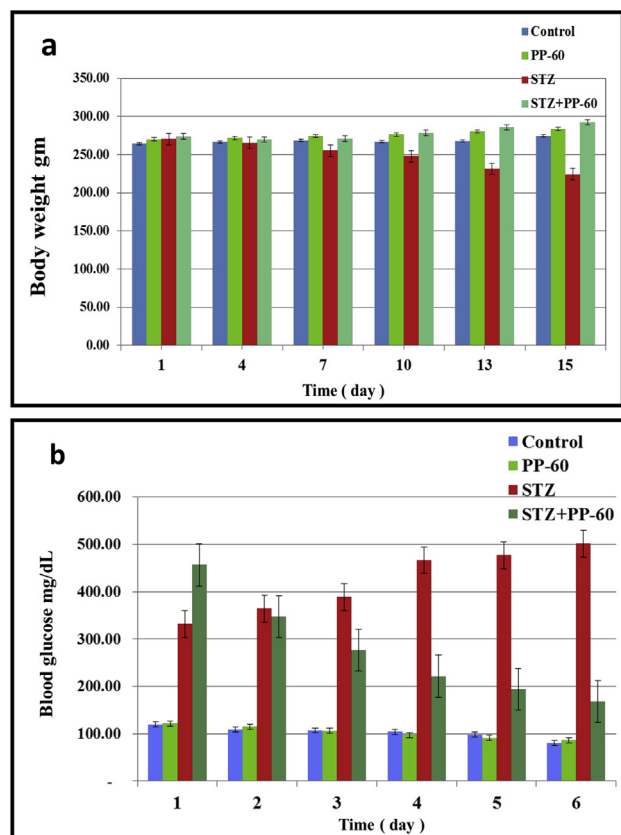 a
Control
PP-60
STZ
STZ+PP-60
350.00
300.00
250.00
200.00
150.00
100.00
50.00
0.00
Body weight gm
1 4 7 10 13 15
Time ( day )
b
Control
PP-60
STZ
STZ+PP-60
600.00
500.00
400.00
300.00
200.00
100.00
-
Blood glucose mg/dL
1 2 3 4 5 6
Time ( day )